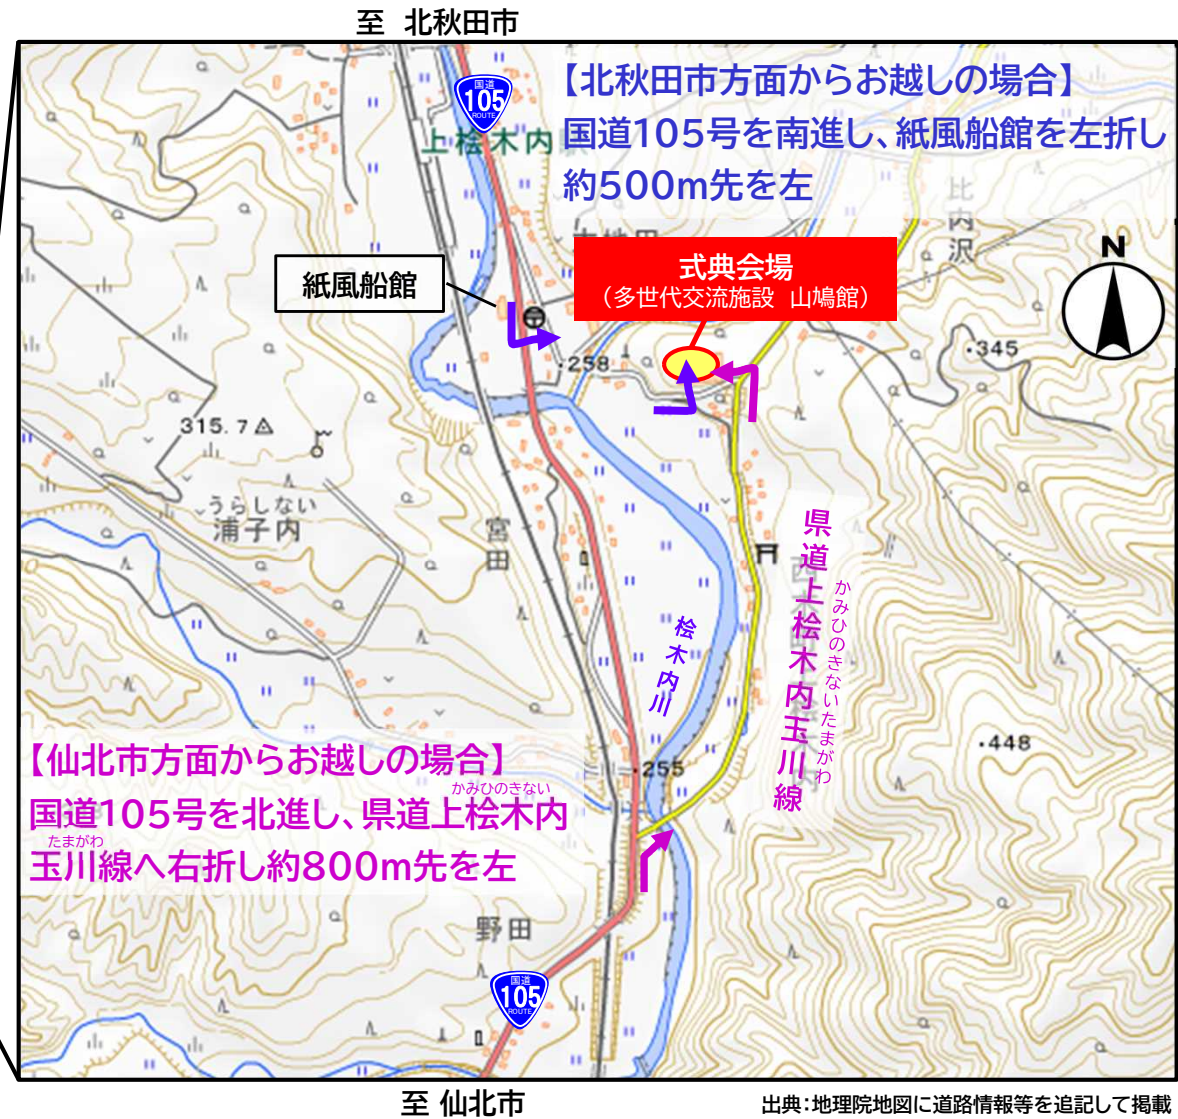 至 北秋田市
国道
105
ROUTE
【北秋田市方面からお越しの場合】
国道105号を南進し、紙風船館を左折し
約500m先を左
上桧木内
比内沢
紙風船館
式典会場
（多世代交流施設 山鳩館）
N
・258
・345
315.7
うらしない
浦子内
宮田
県道上桧木内玉川線
かみひのきないたまがわ
桧木内川
・448
・255
【仙北市方面からお越しの場合】
かみひのきない
国道105号を北進し、県道上桧木内
たまがわ
玉川線へ右折し約800m先を左
野田
国道
105
ROUTE
至 仙北市
出典：地理院地図に道路情報等を追記して掲載